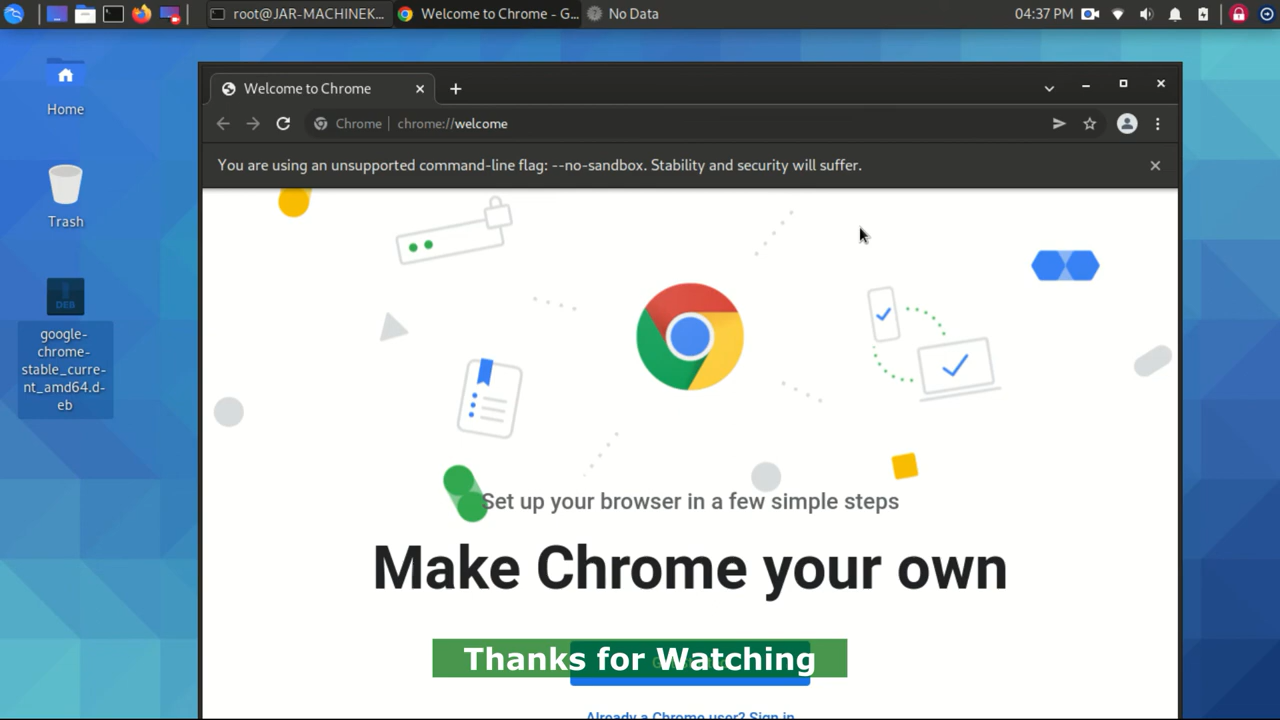 root@JAR-MACHINEK...
Welcome to Chrome - G...
No Data
04:37 PM
Home
Trash
DEB
google-
chrome-
stable_curre-
nt_amd64.d-
eb
Welcome to Chrome
Chrome
chrome://welcome
You are using an unsupported command-line flag: --no-sandbox. Stability and security will suffer.
Set up your browser in a few simple steps
Make Chrome your own
Thanks for Watching
Already a Chrome user? Sign in